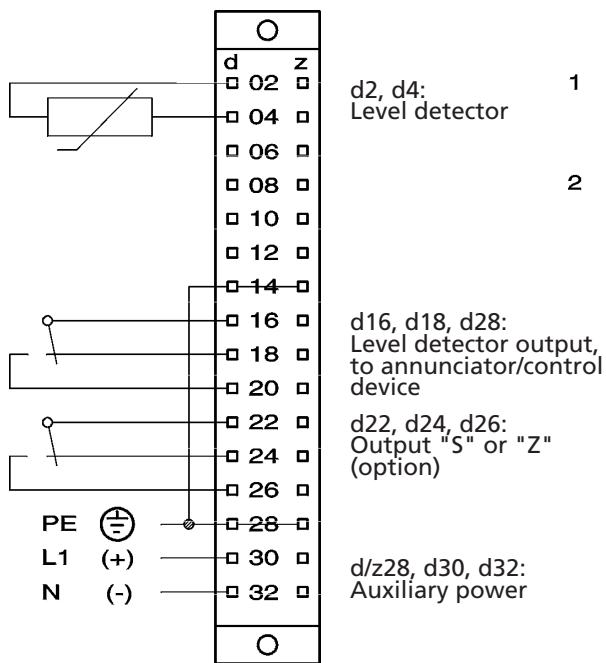 d z
02
d2, d4:
Level detector
1
04
06
08
2
10
12
14
16
d16, d18, d28:
Level detector output,
to annunciator/control
device
18
20
22
d22, d24, d26:
Output "S" or "Z"
(option)
24
26
PE 28
L1 (+) 30
N (-) 32
d/z28, d30, d32:
Auxiliary power